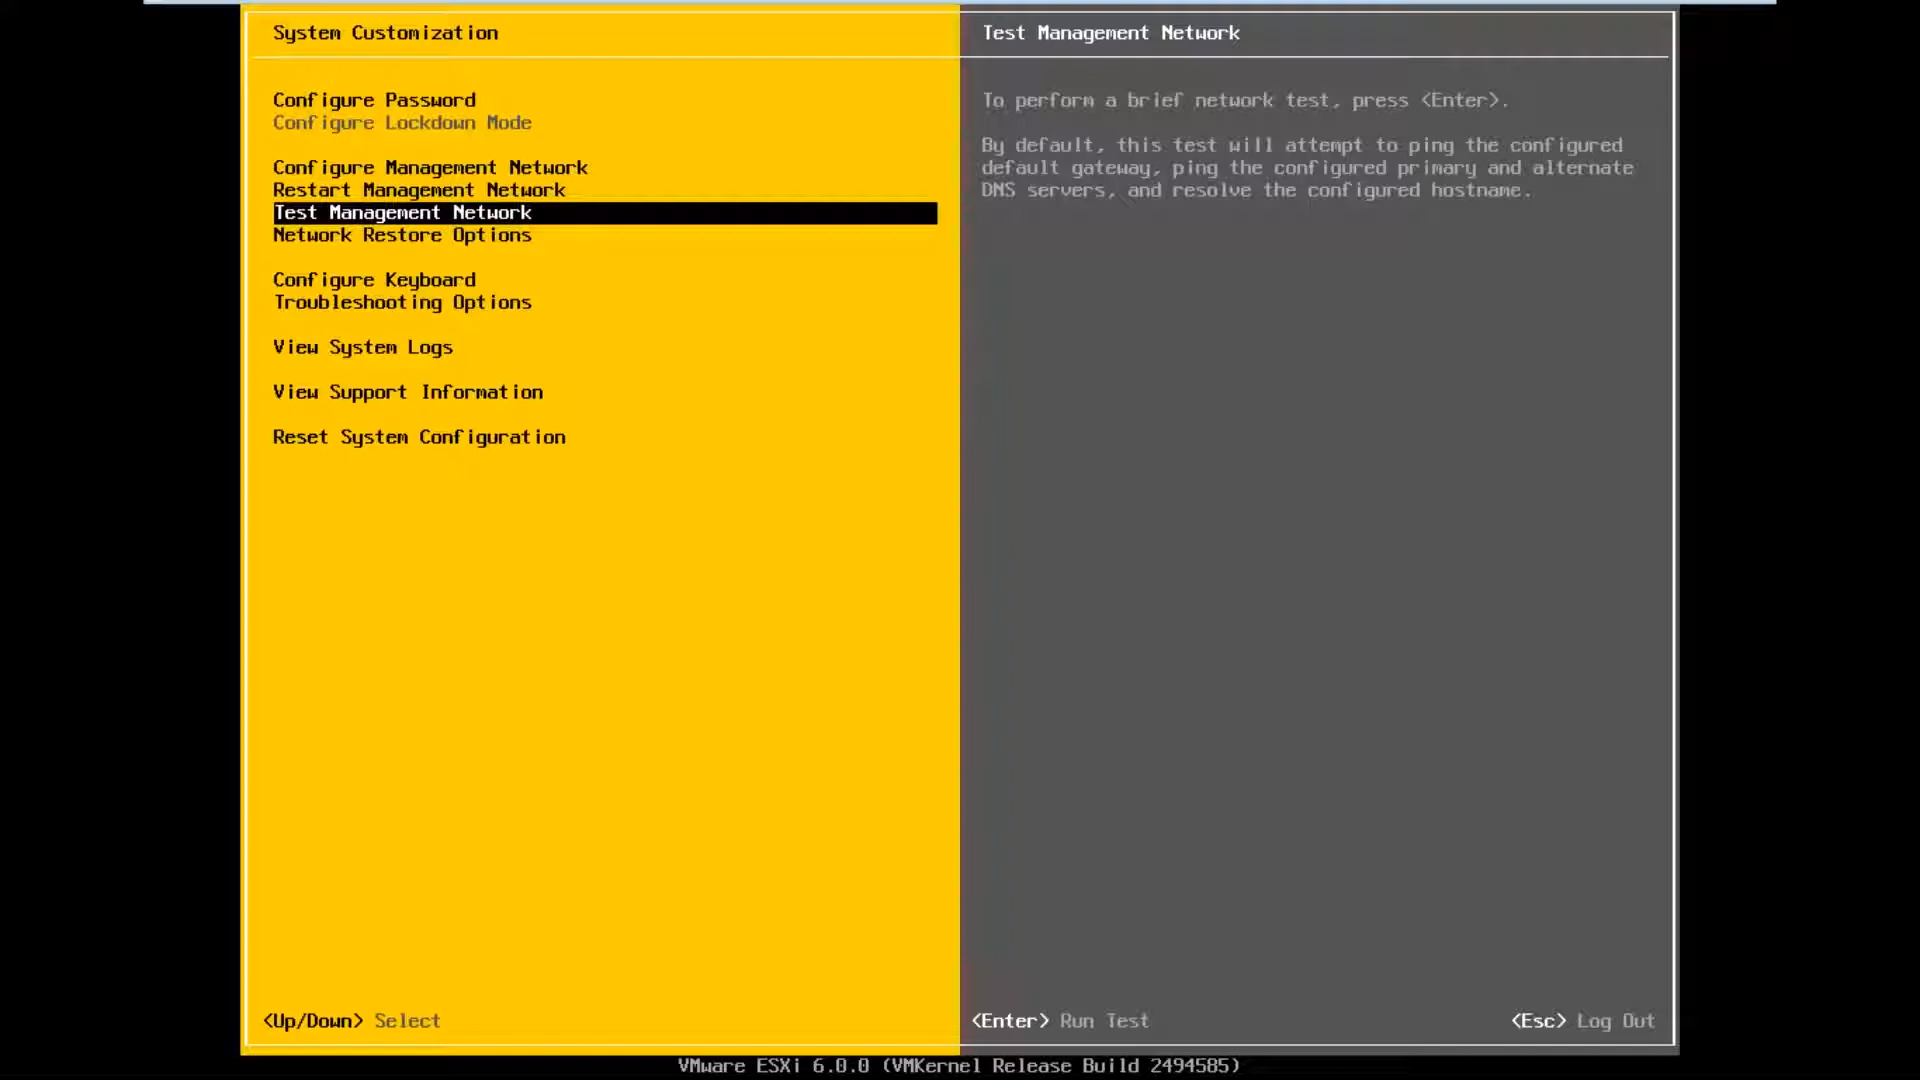 System Customization
Configure Password
Configure Lockdown Mode
Configure Management Network
Restart Management Network
Test Management Network
Network Restore Options
Configure Keyboard
Troubleshooting Options
View System Logs
View Support Information
Reset System Configuration
<Up/Down> Select
Test Management Network
To perform a brief network test, press <Enter>.
By default, this test will attempt to ping the configured
default gateway, ping the configured primary and alternate
DNS servers, and resolve the configured hostname.
<Enter> Run Test
<Esc> Log Out
VMware ESXi 6.0.0 (VMKernel Release Build 2494585)